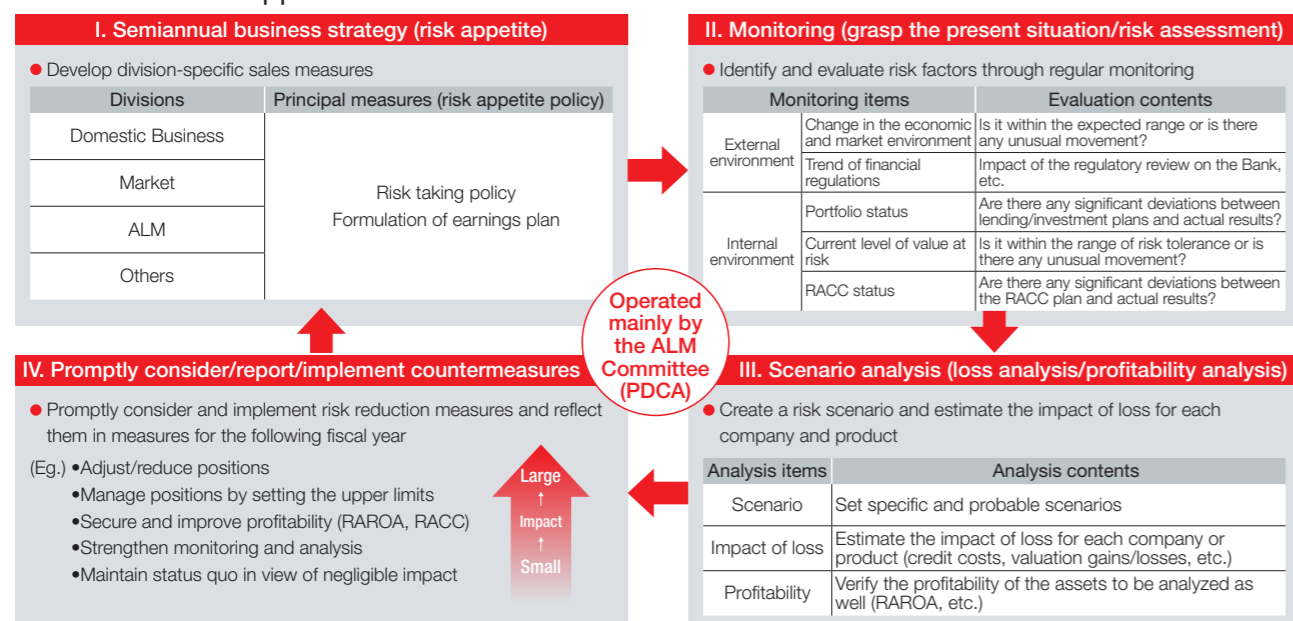 I. Semiannual business strategy (risk appetite)
● Develop division-specific sales measures
Divisions
Principal measures (risk appetite policy)
Domestic Business
Market
ALM
Others
Risk taking policy
Formulation of earnings plan
II. Monitoring (grasp the present situation/risk assessment)
● Identify and evaluate risk factors through regular monitoring
Monitoring items
Evaluation contents
External
environment
Change in the economic
and market environment
Is it within the expected range or is there
any unusual movement?
Trend of financial
regulations
Impact of the regulatory review on the Bank,
etc.
Internal
environment
Portfolio status
Are there any significant deviations between
lending/investment plans and actual results?
Current level of value at
risk
Is it within the range of risk tolerance or is
there any unusual movement?
RACC status
Are there any significant deviations between
the RACC plan and actual results?
Operated
mainly by
the ALM
Committee
(PDCA)
III. Scenario analysis (loss analysis/profitability analysis)
● Create a risk scenario and estimate the impact of loss for each
company and product
Analysis items
Analysis contents
Scenario
Set specific and probable scenarios
Impact of loss
Estimate the impact of loss for each company or
product (credit costs, valuation gains/losses, etc.)
Profitability
Verify the profitability of the assets to be analyzed as
well (RAROA, etc.)
IV. Promptly consider/report/implement countermeasures
● Promptly consider and implement risk reduction measures and reflect
them in measures for the following fiscal year
(Eg.) •Adjust/reduce positions
•Manage positions by setting the upper limits
•Secure and improve profitability (RAROA, RACC)
•Strengthen monitoring and analysis
•Maintain status quo in view of negligible impact
Large
↑
Impact
↑
Small